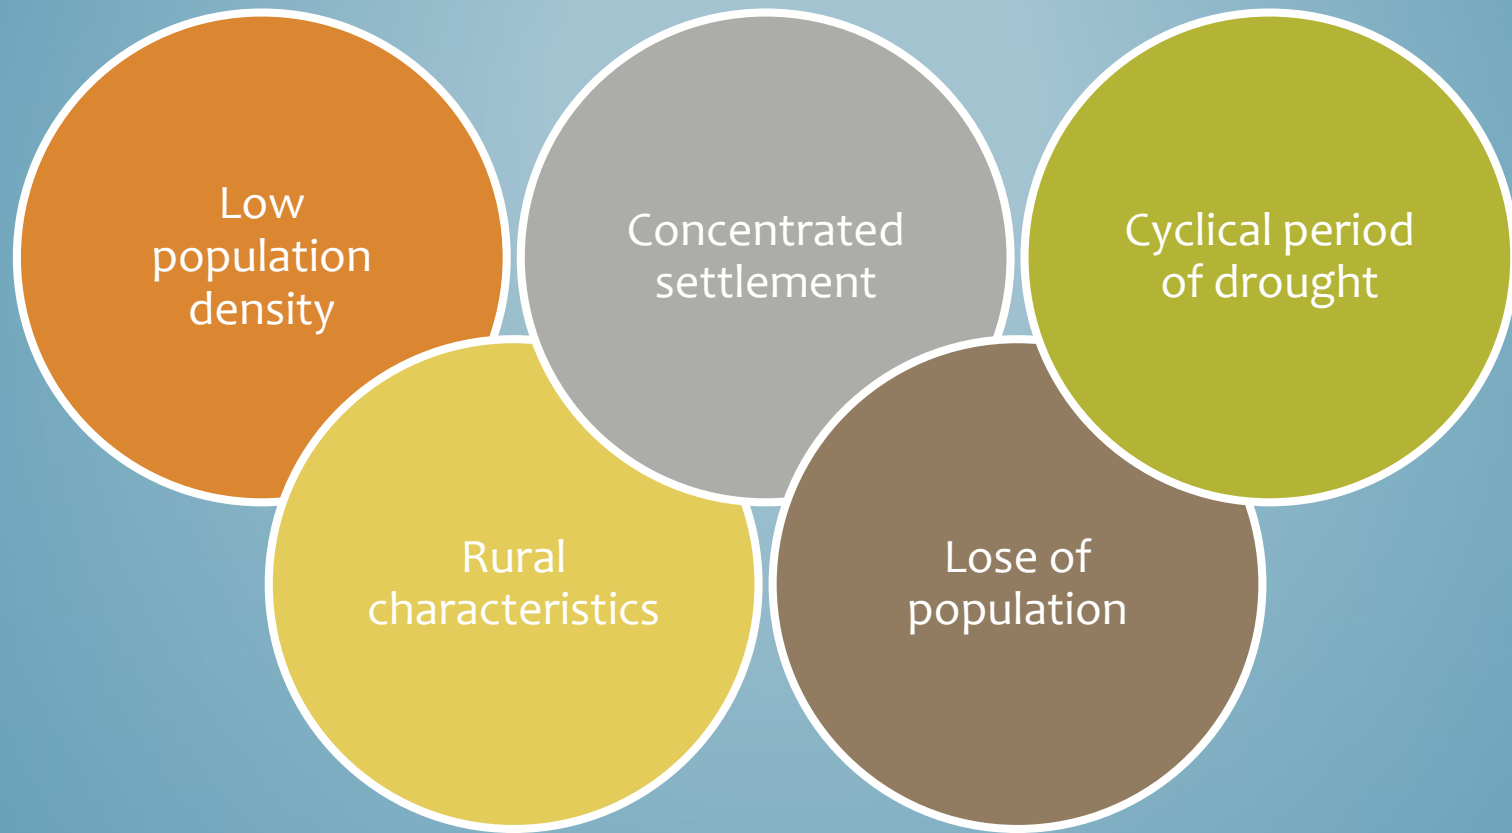 Low
population
density
Rural
characteristics
Concentrated
settlement
Lose of
population
Cyclical period
of drought